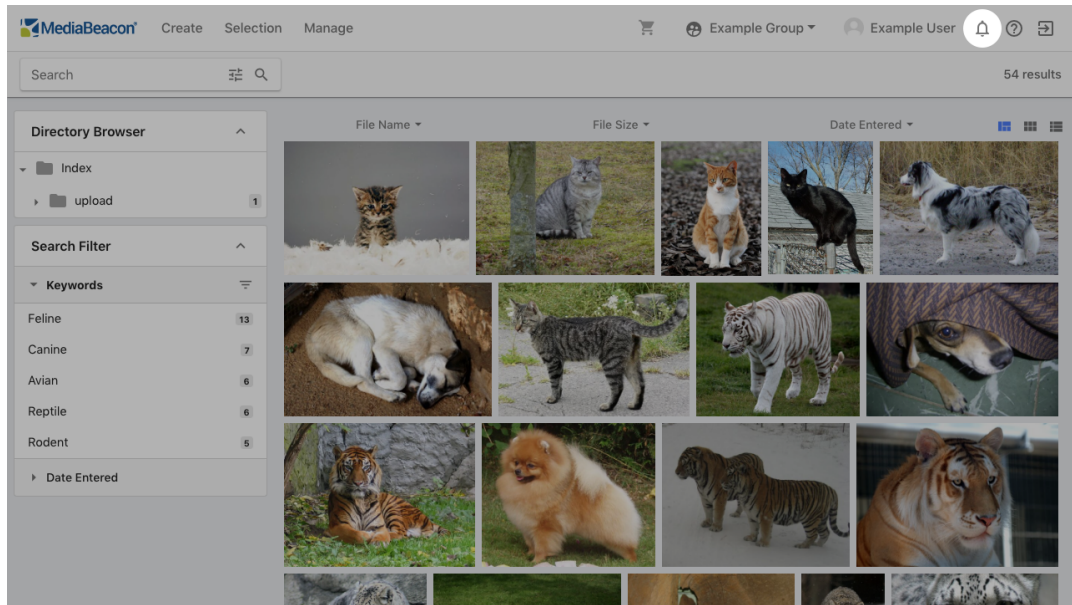 MediaBeacon® Create Selection Manage Example Group Example User
Search 54 results
Directory Browser
Index
upload 1
Search Filter
Keywords
Feline 13
Canine 7
Avian 6
Reptile 6
Rodent 5
Date Entered
File Name File Size Date Entered